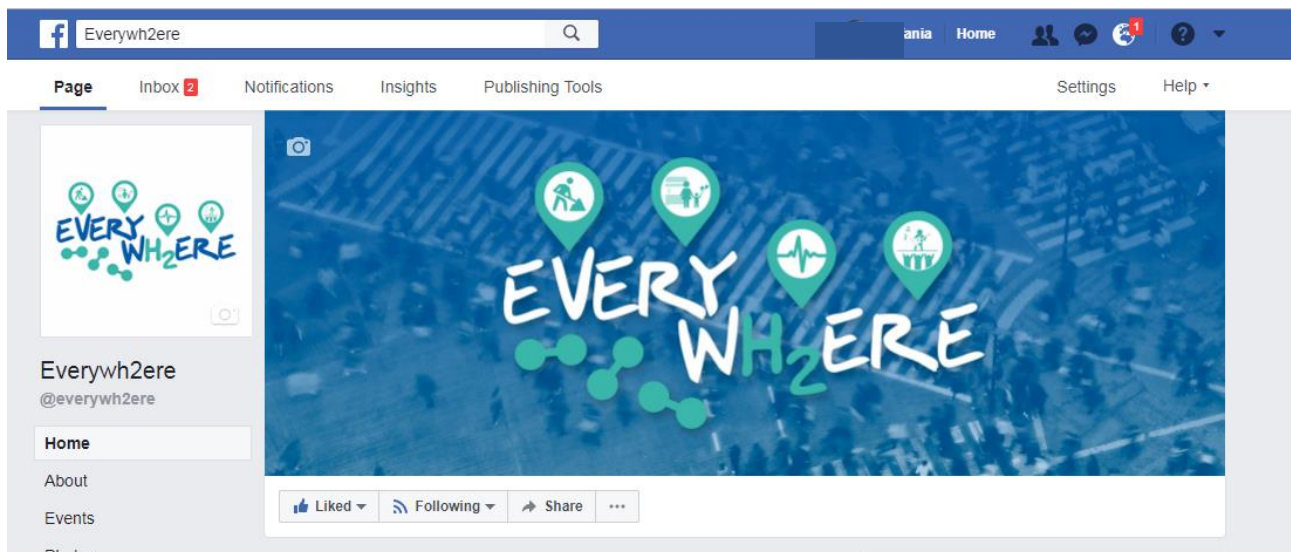 Everywh2ere
ania Home 1
Page Inbox 2 Notifications Insights Publishing Tools Settings Help
EVERY
WH2ERE
EVERY
WH2ERE
Everywh2ere
@everywh2ere
Home
About
Events
Liked Following Share ...